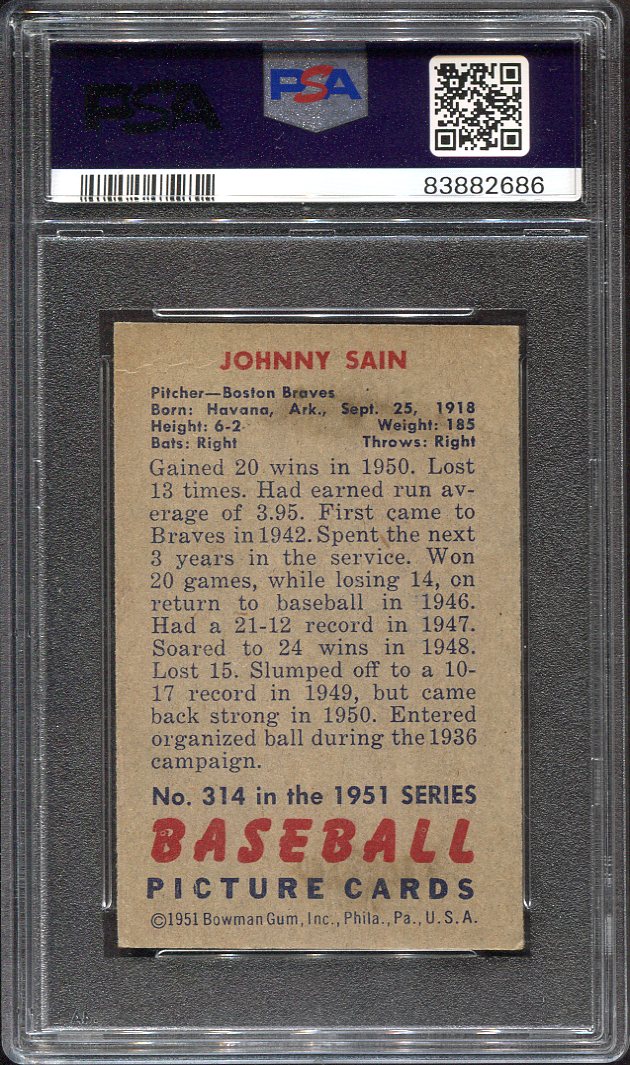 PSA
PSA
83882686
JOHNNY SAIN
Pitcher—Boston Braves
Born: Havana, Ark., Sept. 25, 1918
Height: 6-2 Weight: 185
Bats: Right Throws: Right
Gained 20 wins in 1950. Lost
13 times. Had earned run av-
erage of 3.95. First came to
Braves in 1942. Spent the next
3 years in the service. Won
20 games, while losing 14, on
return to baseball in 1946.
Had a 21-12 record in 1947.
Soared to 24 wins in 1948.
Lost 15. Slumped off to a 10-
17 record in 1949, but came
back strong in 1950. Entered
organized ball during the 1936
campaign.
No. 314 in the 1951 SERIES
BASEBALL
PICTURE CARDS
©1951 Bowman Gum, Inc., Phila., Pa., U.S.A.